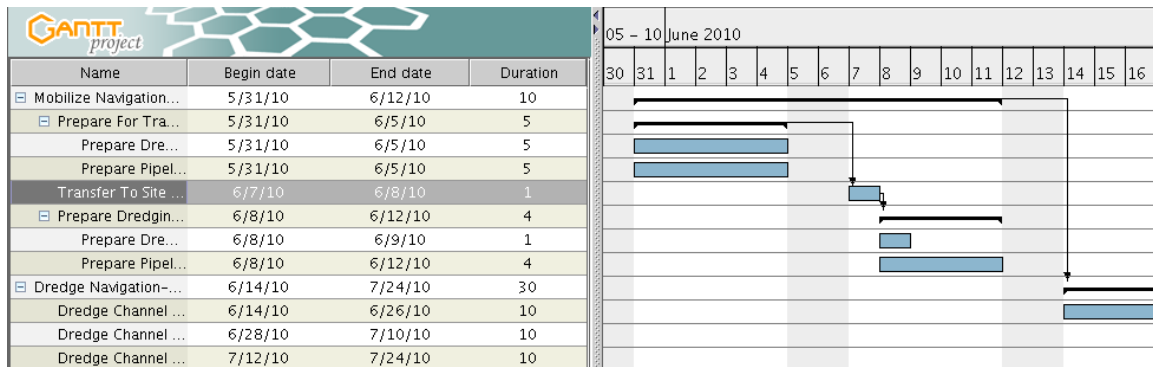 GANTT
project
05 – 10 June 2010
30 31 1 2 3 4 5 6 7 8 9 10 11 12 13 14 15 16
Name Begin date End date Duration
Mobilize Navigation... 5/31/10 6/12/10 10
Prepare For Tra... 5/31/10 6/5/10 5
Prepare Dre... 5/31/10 6/5/10 5
Prepare Pipel... 5/31/10 6/5/10 5
Transfer To Site ... 6/7/10 6/8/10 1
Prepare Dredgin... 6/8/10 6/12/10 4
Prepare Dre... 6/8/10 6/9/10 1
Prepare Pipel... 6/8/10 6/12/10 4
Dredge Navigation-... 6/14/10 7/24/10 30
Dredge Channel ... 6/14/10 6/26/10 10
Dredge Channel ... 6/28/10 7/10/10 10
Dredge Channel ... 7/12/10 7/24/10 10